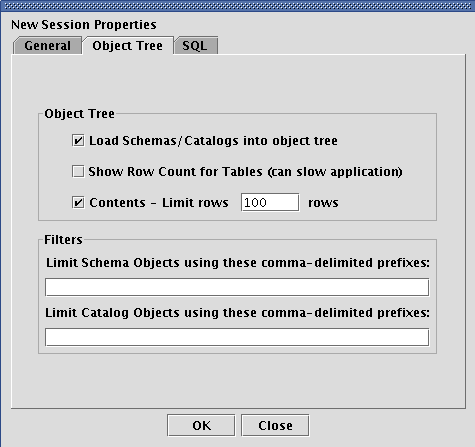 New Session Properties
General Object Tree SQL
Object Tree
Load Schemas/Catalogs into object tree
Show Row Count for Tables (can slow application)
Contents - Limit rows 100 rows
Filters
Limit Schema Objects using these comma-delimited prefixes:
Limit Catalog Objects using these comma-delimited prefixes:
OK Close